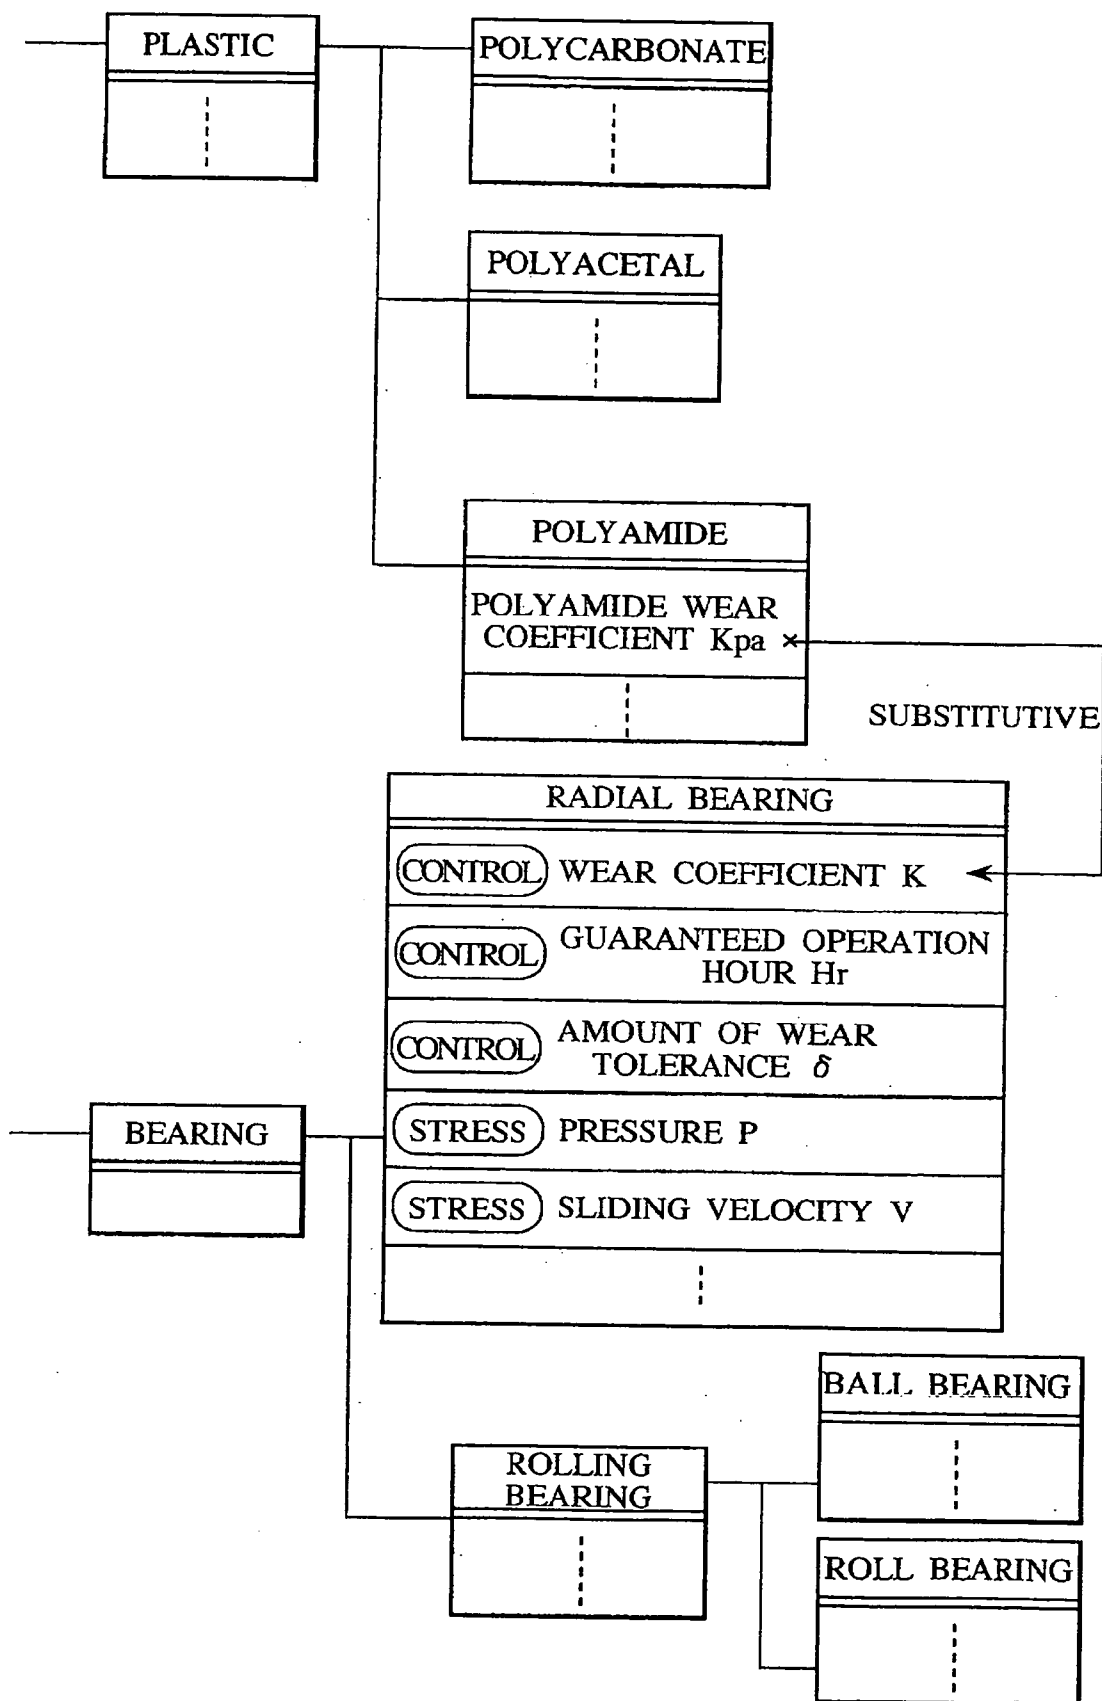 PLASTIC
POLYCARBONATE
POLYACETAL
POLYAMIDE
POLYAMIDE WEAR
COEFFICIENT Kpa
SUBSTITUTIVE
RADIAL BEARING
CONTROL WEAR COEFFICIENT K
CONTROL GUARANTEED OPERATION
HOUR Hr
CONTROL AMOUNT OF WEAR
TOLERANCE δ
BEARING
STRESS PRESSURE P
STRESS SLIDING VELOCITY V
BALL BEARING
ROLLING
BEARING
ROLL BEARING